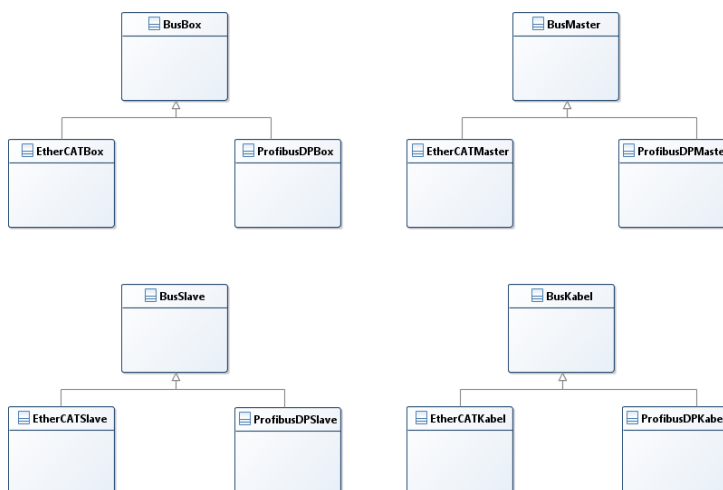 BusBox
BusMaster
EtherCATBox
ProfibusDPBox
EtherCATMaster
ProfibusDPMaste
BusSlave
BusKabel
EtherCATSlave
ProfibusDPSlave
EtherCATKabel
ProfibusDPKabe